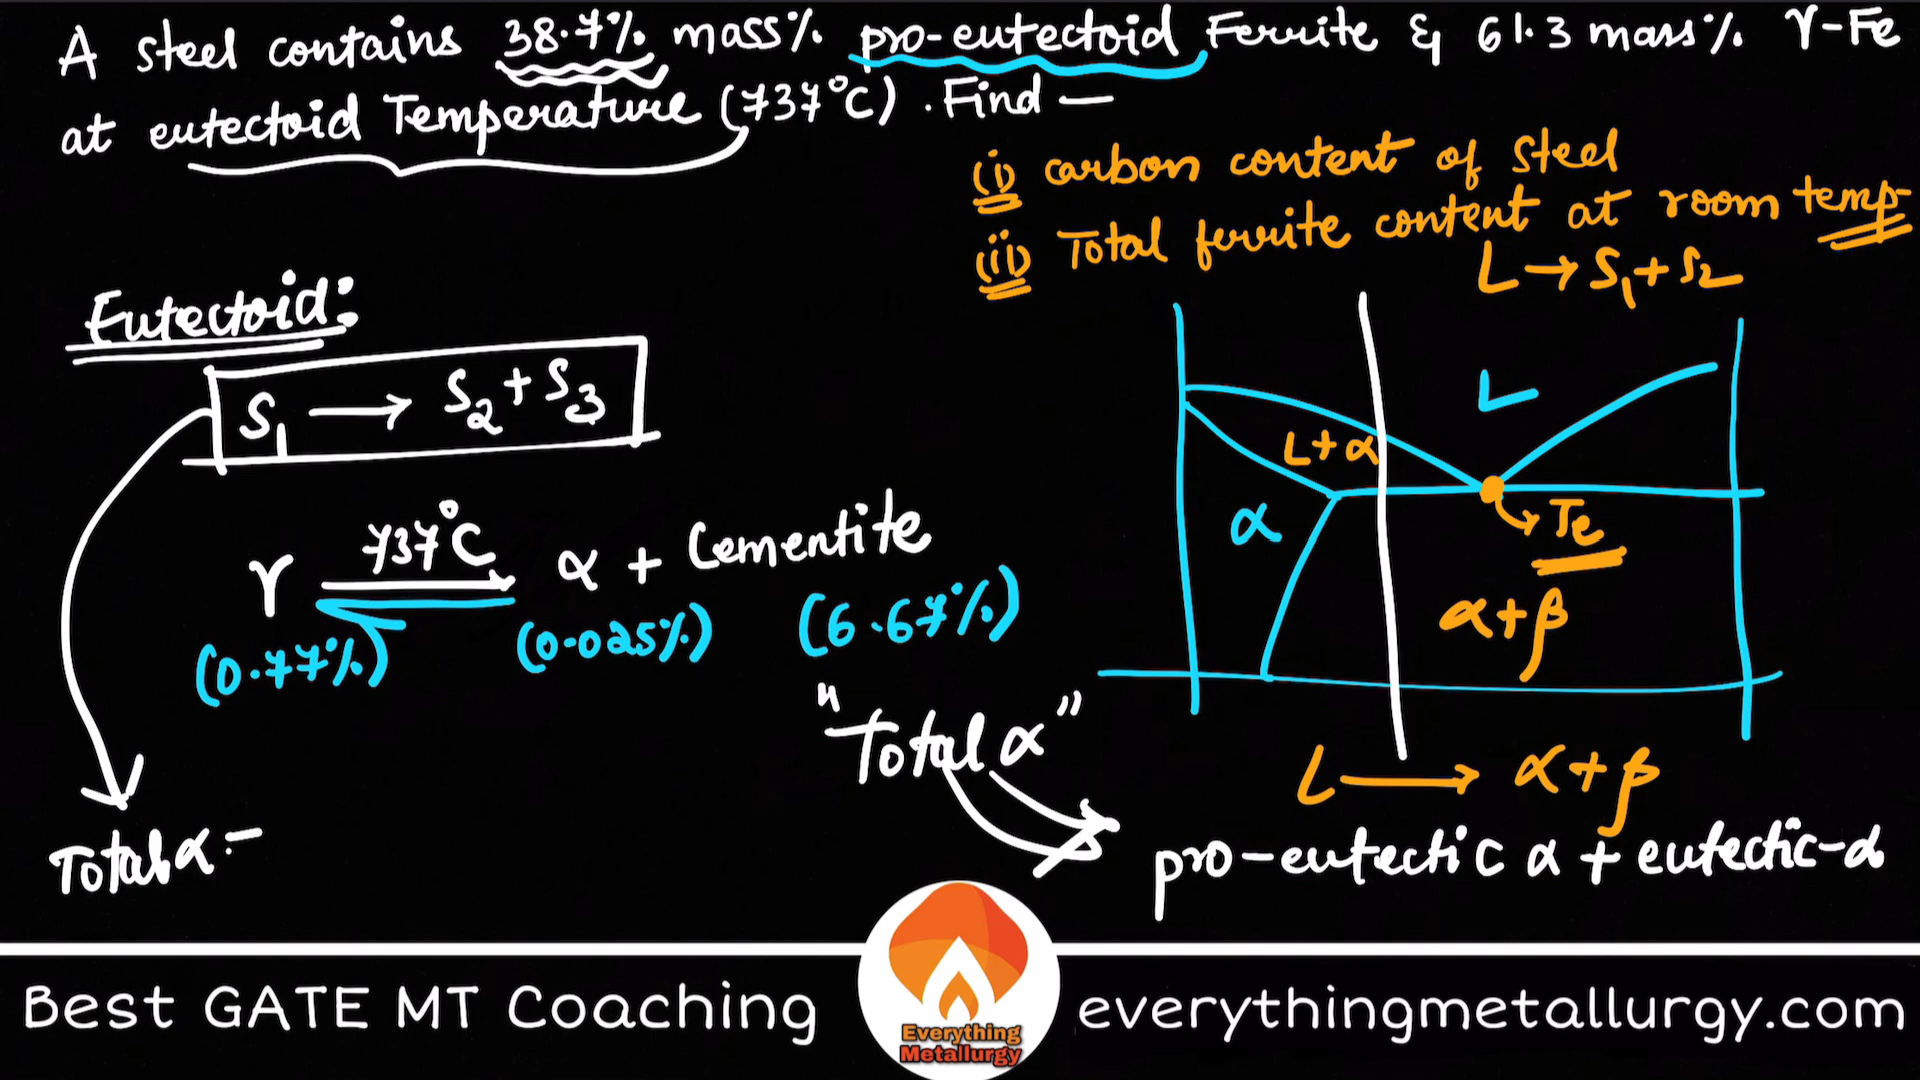 A steel contains 38.7% mass% pro-eutectoid Ferrite & 61.3 mass% γ-Fe
at eutectoid Temperature (737°C). Find —
(i) carbon content of steel
(ii) Total ferrite content at room temp
L → S1 + S2
Eutectoid:
S1 → S2 + S3
L
L+α
α
Te
α+β
γ 737°C α + Cementite
(0.77%) (0.025%) (6.67%)
"Total α"
L → α+β
Total α :-
pro-eutectic α + eutectic-α
Best GATE MT Coaching
Everything
Metallurgy
everythingmetallurgy.com